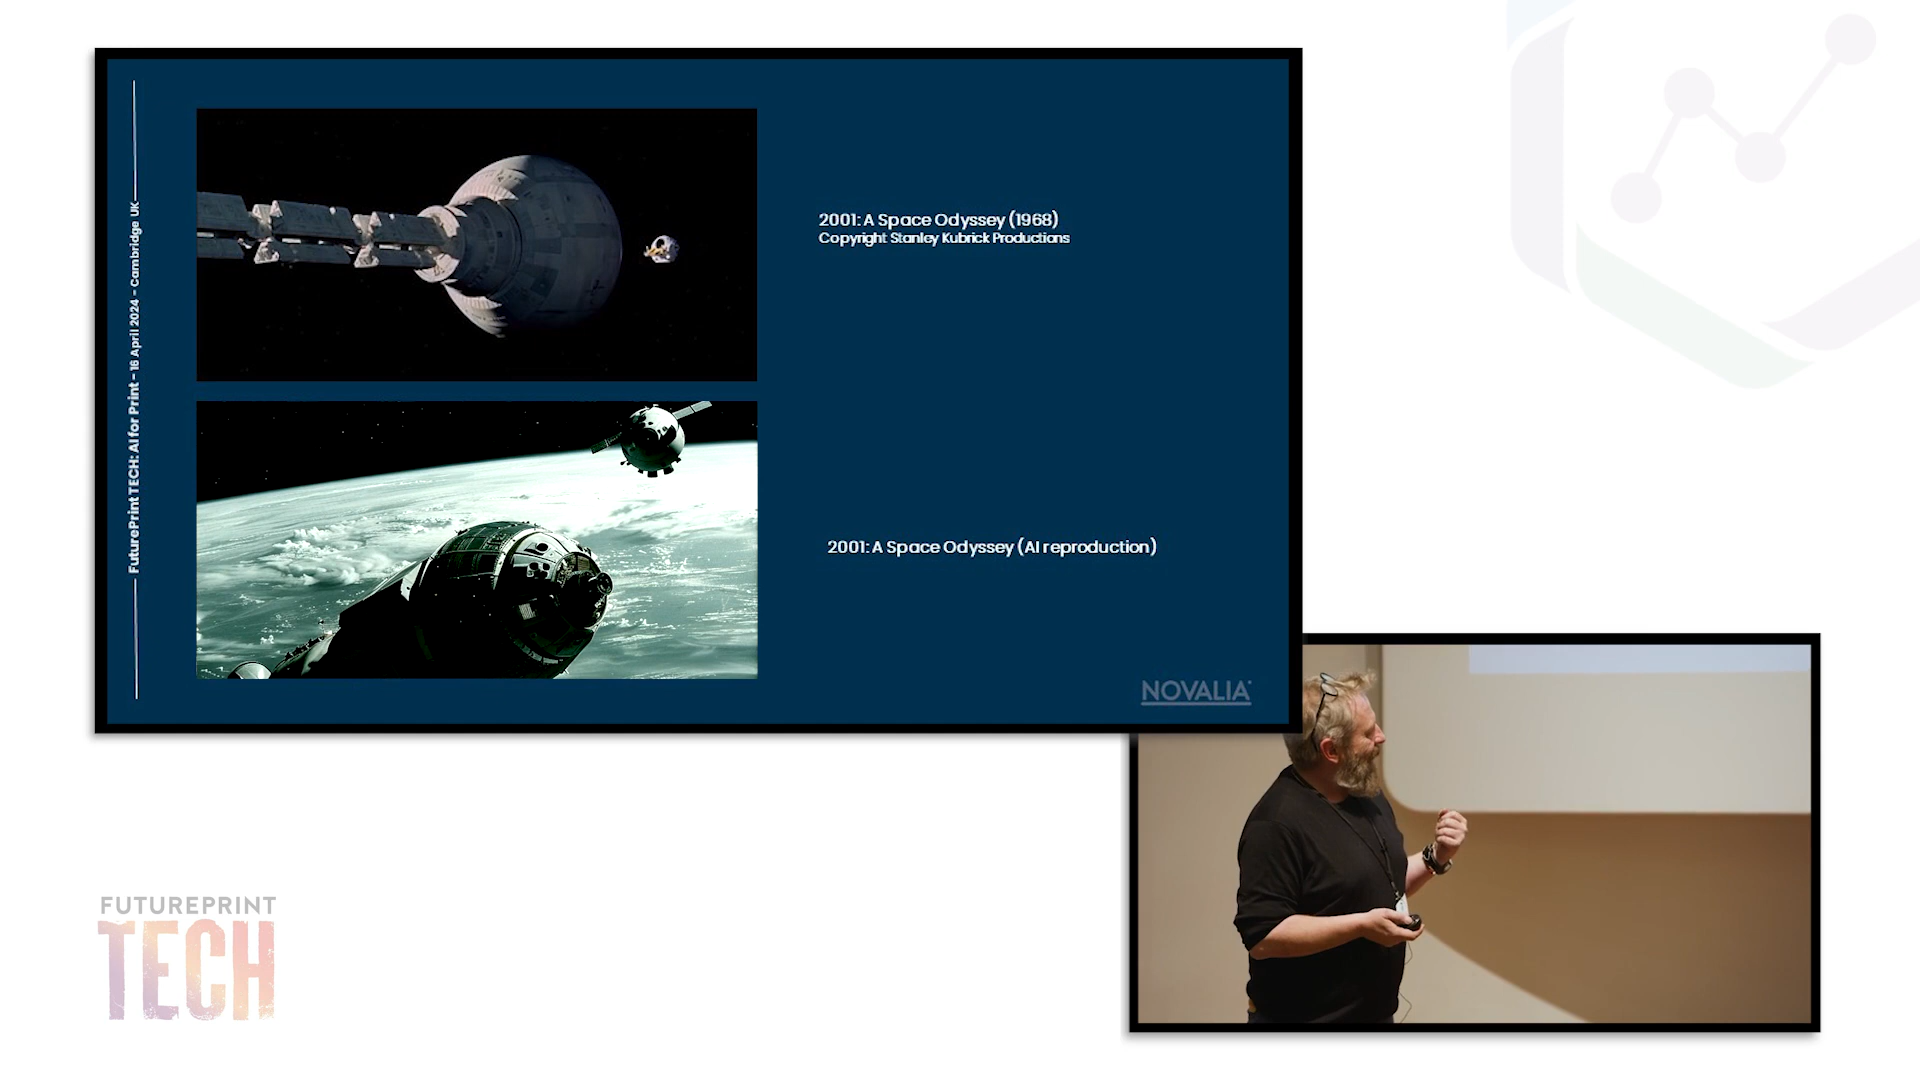 FuturePrint TECH: AI for Print - 16 April 2024 - Cambridge UK
2001: A Space Odyssey (1968)
Copyright Stanley Kubrick Productions
2001: A Space Odyssey (AI reproduction)
NOVALIA
FUTUREPRINT
TECH